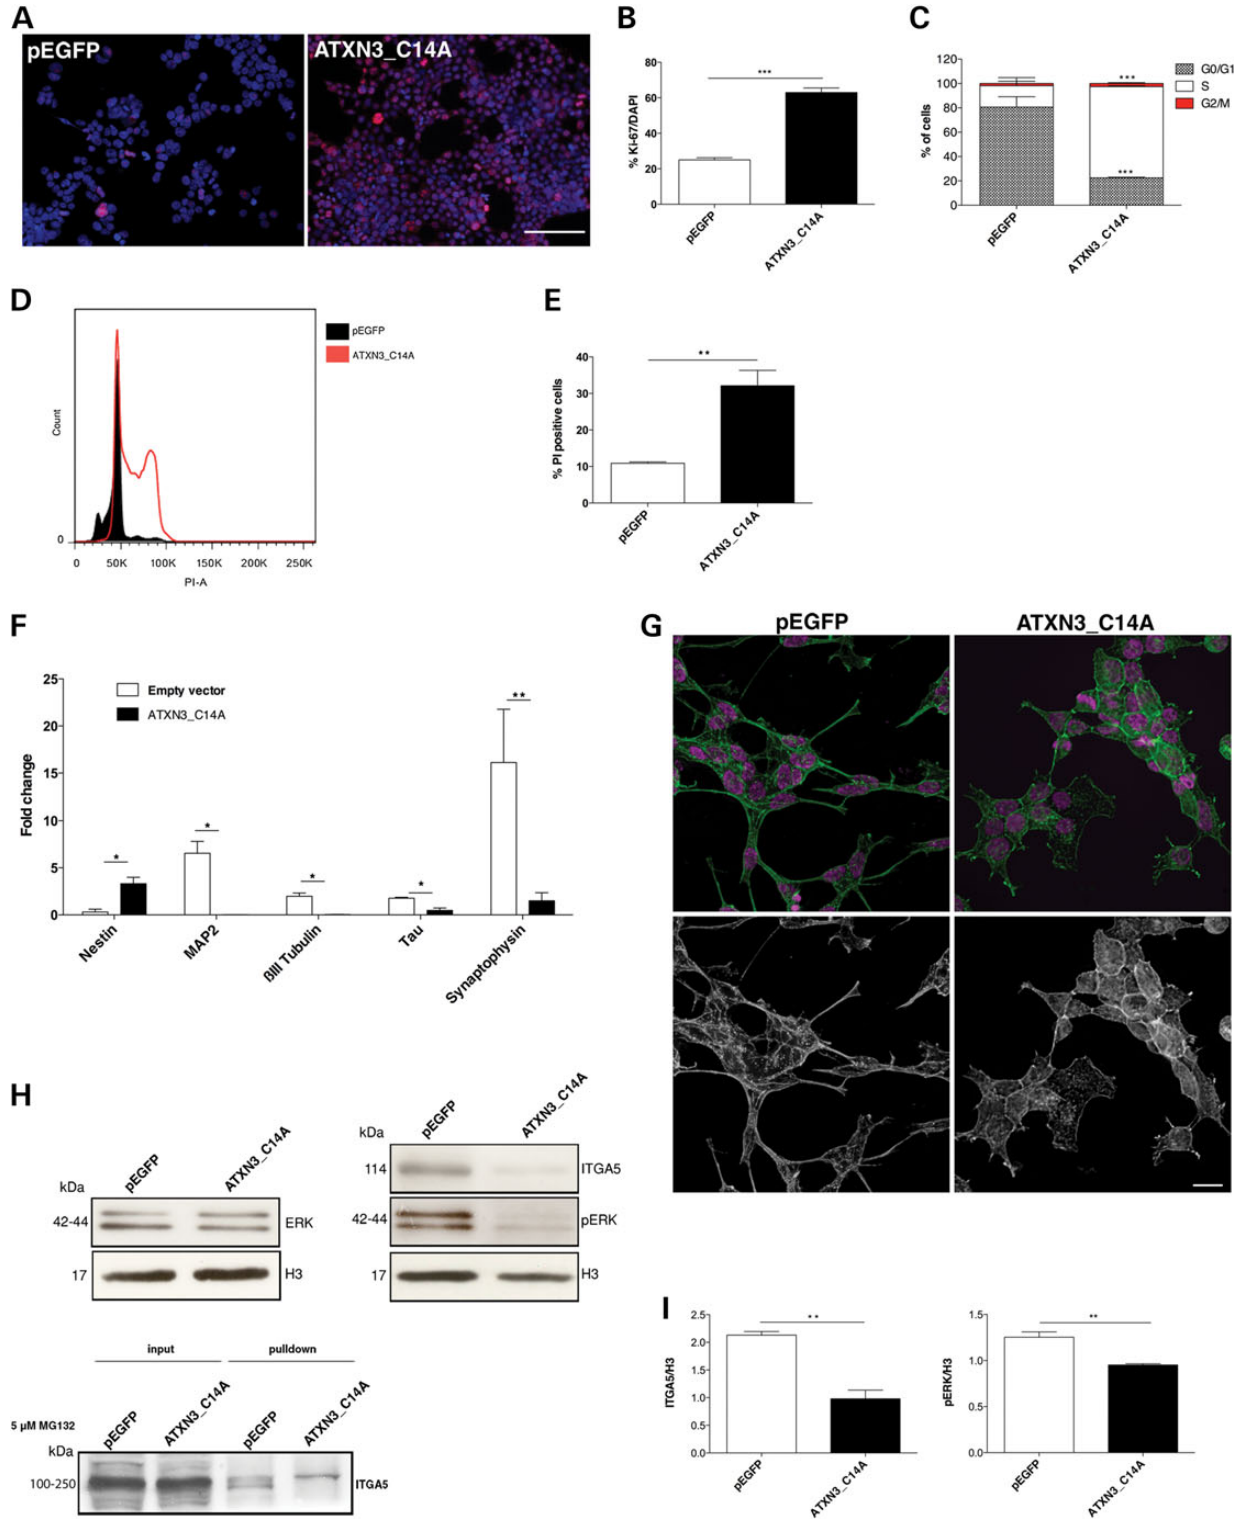 A
pEGFP
ATXN3_C14A
B
% Ki-67/DAPI
80
60
40
20
0
***
pEGFP
ATXN3_C14A
C
% of cells
120
100
80
60
40
20
0
***
***
pEGFP
ATXN3_C14A
G0/G1
S
G2/M
D
Count
0
0 50K 100K 150K 200K 250K
PI-A
pEGFP
ATXN3_C14A
E
% PI positive cells
40
30
20
10
0
**
pEGFP
ATXN3_C14A
F
Fold change
25
20
15
10
5
0
Empty vector
ATXN3_C14A
*
*
*
*
**
Nestin
MAP2
βIII Tubulin
Tau
Synaptophysin
G
pEGFP
ATXN3_C14A
H
kDa
pEGFP
ATXN3_C14A
42-44
ERK
17
H3
kDa
pEGFP
ATXN3_C14A
114
ITGA5
42-44
pERK
17
H3
input
pulldown
5 µM MG132
pEGFP
ATXN3_C14A
pEGFP
ATXN3_C14A
kDa
100-250
ITGA5
I
ITGA5/H3
2.5
2.0
1.5
1.0
0.5
0.0
**
pEGFP
ATXN3_C14A
pERK/H3
1.5
1.0
0.5
0.0
**
pEGFP
ATXN3_C14A